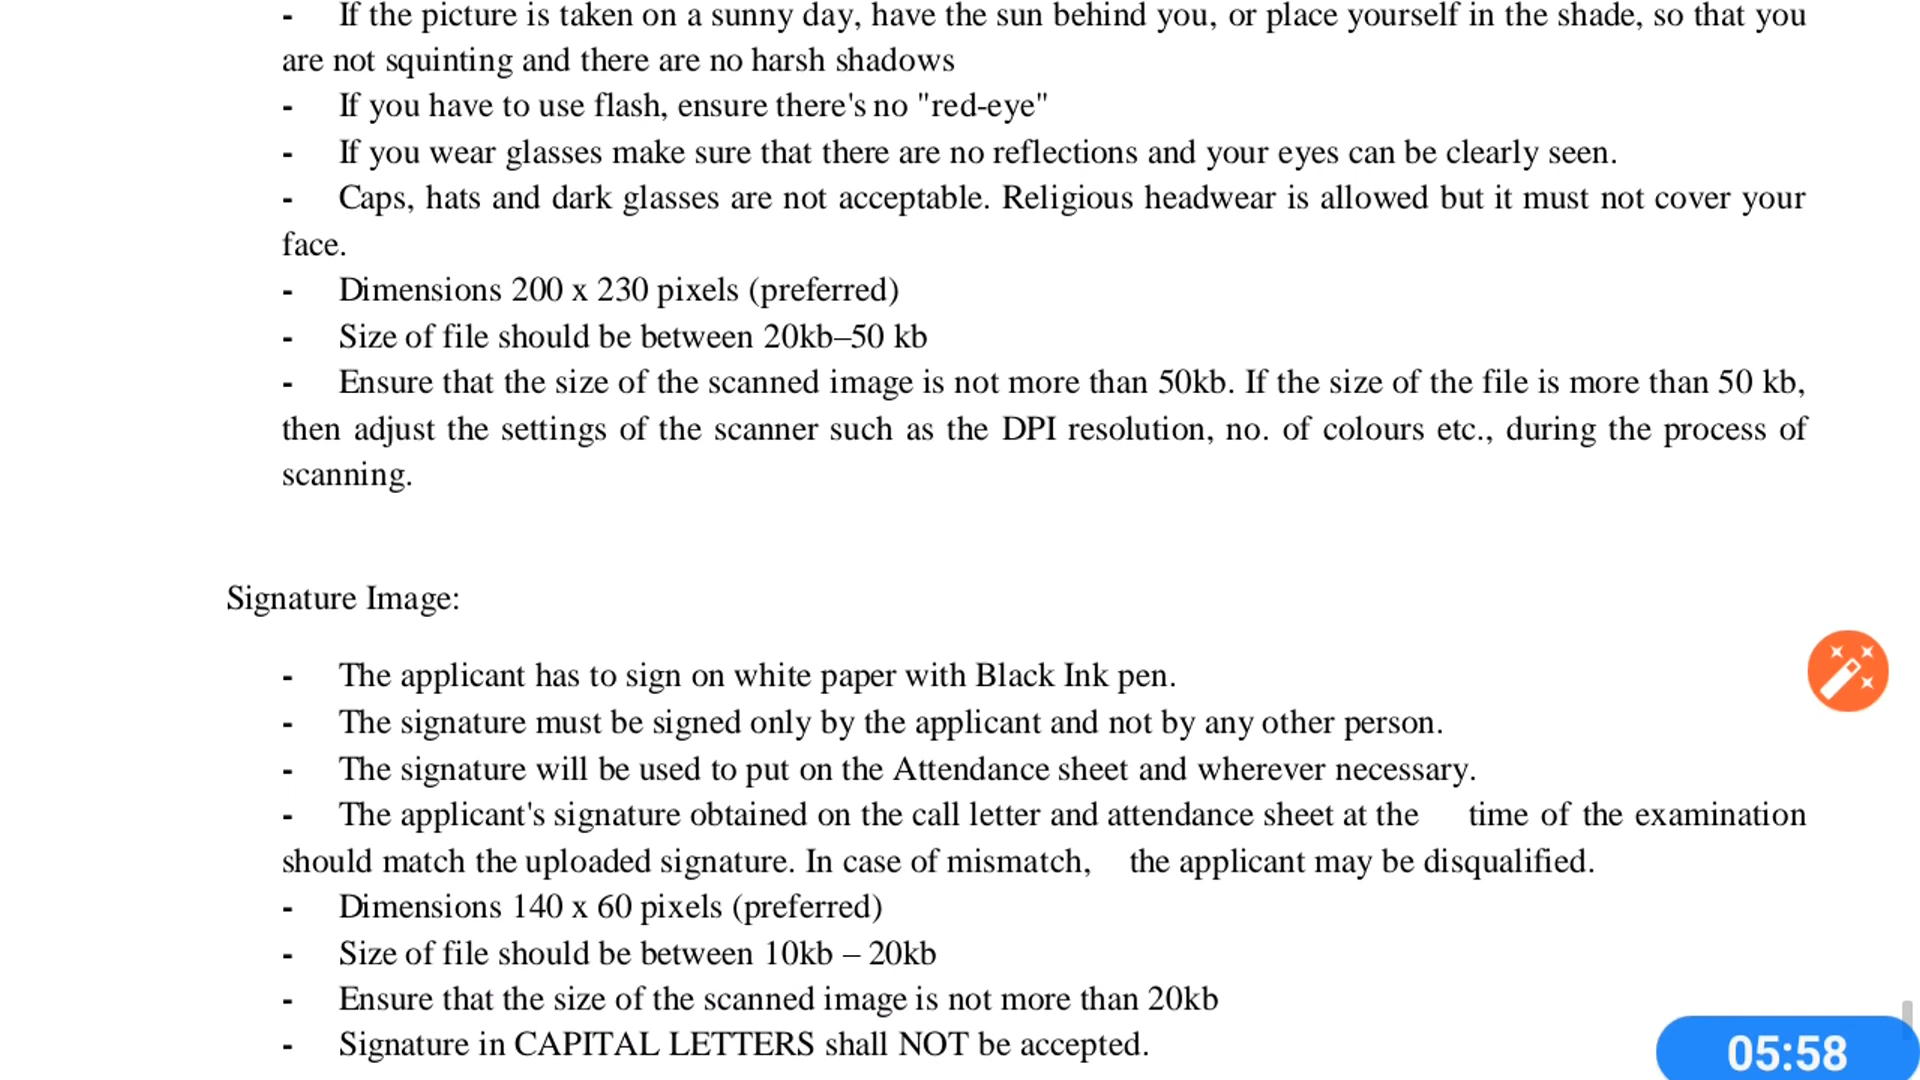 - If the picture is taken on a sunny day, have the sun behind you, or place yourself in the shade, so that you
are not squinting and there are no harsh shadows
- If you have to use flash, ensure there's no "red-eye"
- If you wear glasses make sure that there are no reflections and your eyes can be clearly seen.
- Caps, hats and dark glasses are not acceptable. Religious headwear is allowed but it must not cover your
face.
- Dimensions 200 x 230 pixels (preferred)
- Size of file should be between 20kb–50 kb
- Ensure that the size of the scanned image is not more than 50kb. If the size of the file is more than 50 kb,
then adjust the settings of the scanner such as the DPI resolution, no. of colours etc., during the process of
scanning.
Signature Image:
- The applicant has to sign on white paper with Black Ink pen.
- The signature must be signed only by the applicant and not by any other person.
- The signature will be used to put on the Attendance sheet and wherever necessary.
- The applicant's signature obtained on the call letter and attendance sheet at the time of the examination
should match the uploaded signature. In case of mismatch, the applicant may be disqualified.
- Dimensions 140 x 60 pixels (preferred)
- Size of file should be between 10kb – 20kb
- Ensure that the size of the scanned image is not more than 20kb
- Signature in CAPITAL LETTERS shall NOT be accepted.
05:58